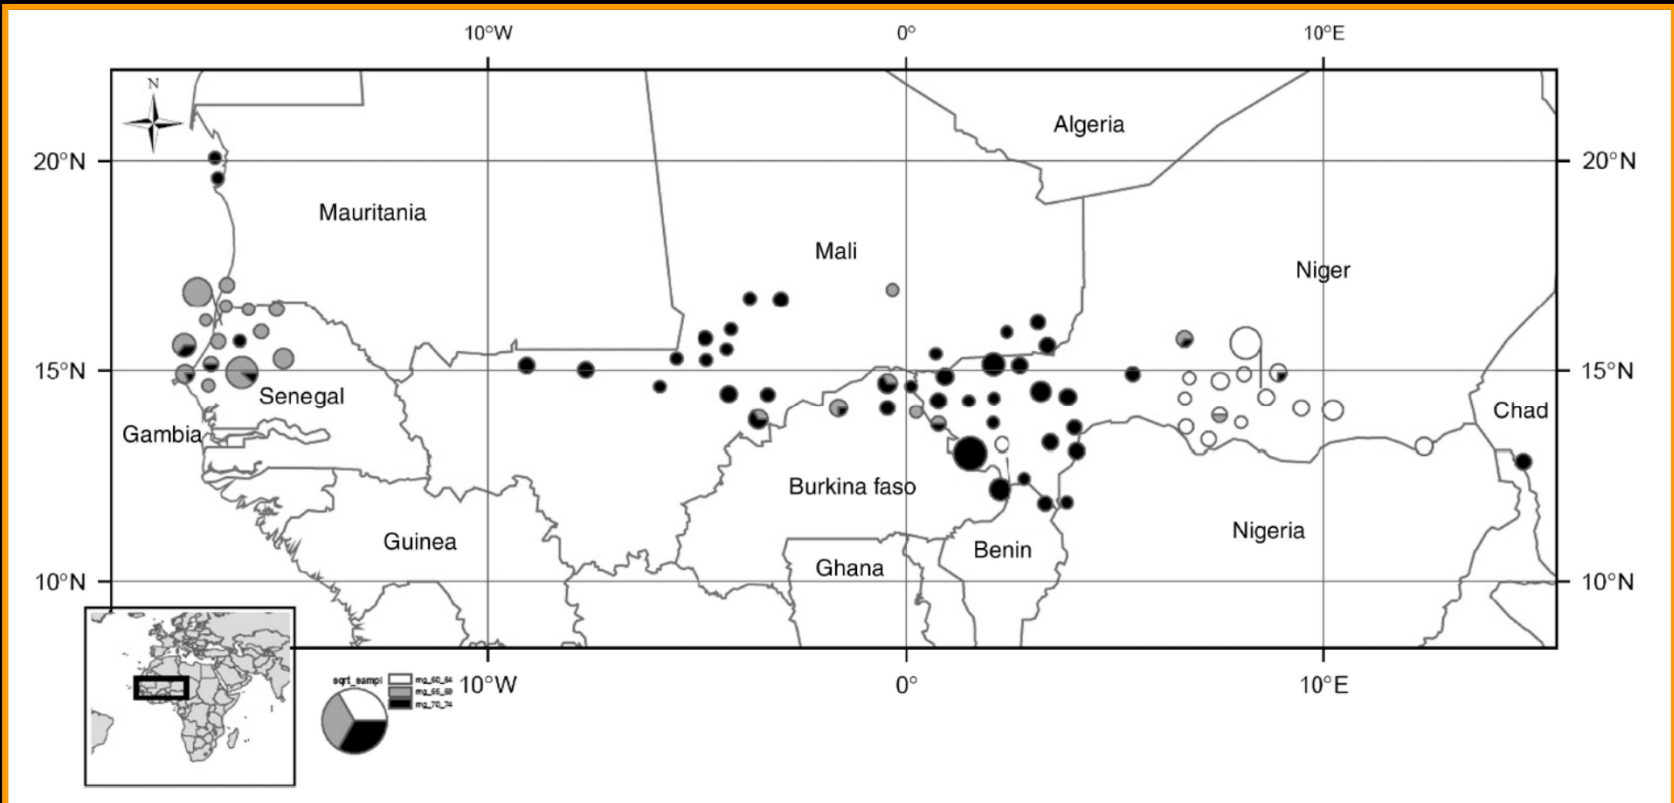 10°W 0° 10°E
N
Algeria
20°N 20°N
Mauritania
Mali
Niger
15°N 15°N
Senegal
Chad
Gambia
Burkina faso
Nigeria
Guinea
Benin
Ghana
10°N 10°N
10°W 0° 10°E
sqrt_sampl